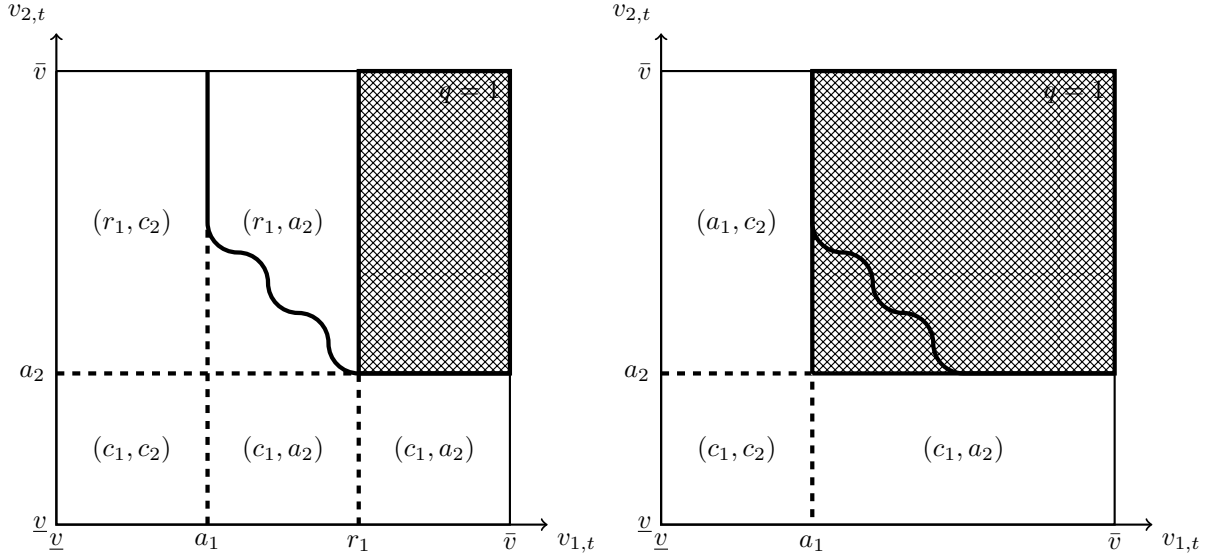 v_{2,t}
v̄
q = 1
(r_1, c_2)
(r_1, a_2)
a_2
(c_1, c_2)
(c_1, a_2)
(c_1, a_2)
v̲
v̲
a_1
r_1
v̄
v_{1,t}
v_{2,t}
v̄
q = 1
(a_1, c_2)
a_2
(c_1, c_2)
(c_1, a_2)
v̲
v̲
a_1
v̄
v_{1,t}